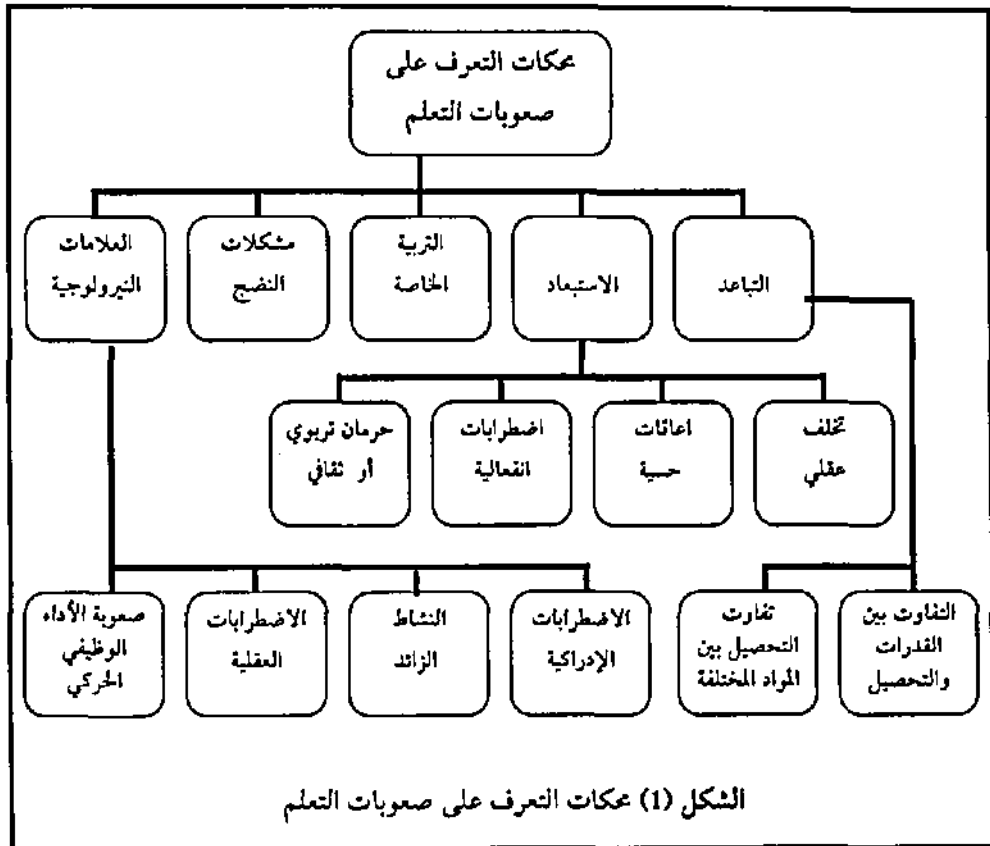 محكات التعرف على
صعوبات التعلم
التباعد
الاستبعاد
التربية
الخاصة
مشكلات
النضج
العلامات
النيرولوجية
تخلف
عقلي
اعاقات
حسية
اضطرابات
انفعالية
حرمان تربوي
أو ثقافي
التفاوت بين
القدرات
والتحصيل
تفاوت
التحصيل بين
المواد المختلفة
الاضطرابات
الإدراكية
النشاط
الزائد
الاضطرابات
العقلية
صعوبة الأداء
الوظيفي
الحركي
الشكل (1) محكات التعرف على صعوبات التعلم